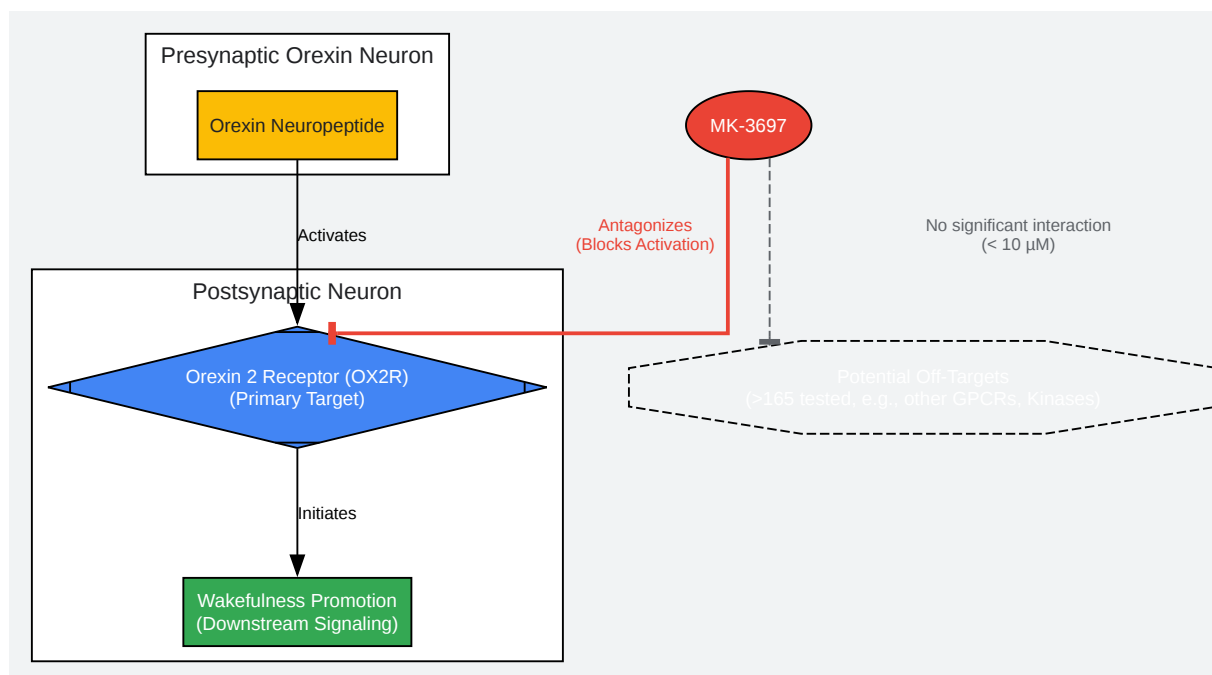 Presynaptic Orexin Neuron
Orexin Neuropeptide
MK-3697
Activates
Antagonizes
(Blocks Activation)
No significant interaction
(< 10 µM)
Postsynaptic Neuron
Orexin 2 Receptor (OX2R)
(Primary Target)
Potential Off-Targets
(>165 tested, e.g., other GPCRs, Kinases)
Initiates
Wakefulness Promotion
(Downstream Signaling)